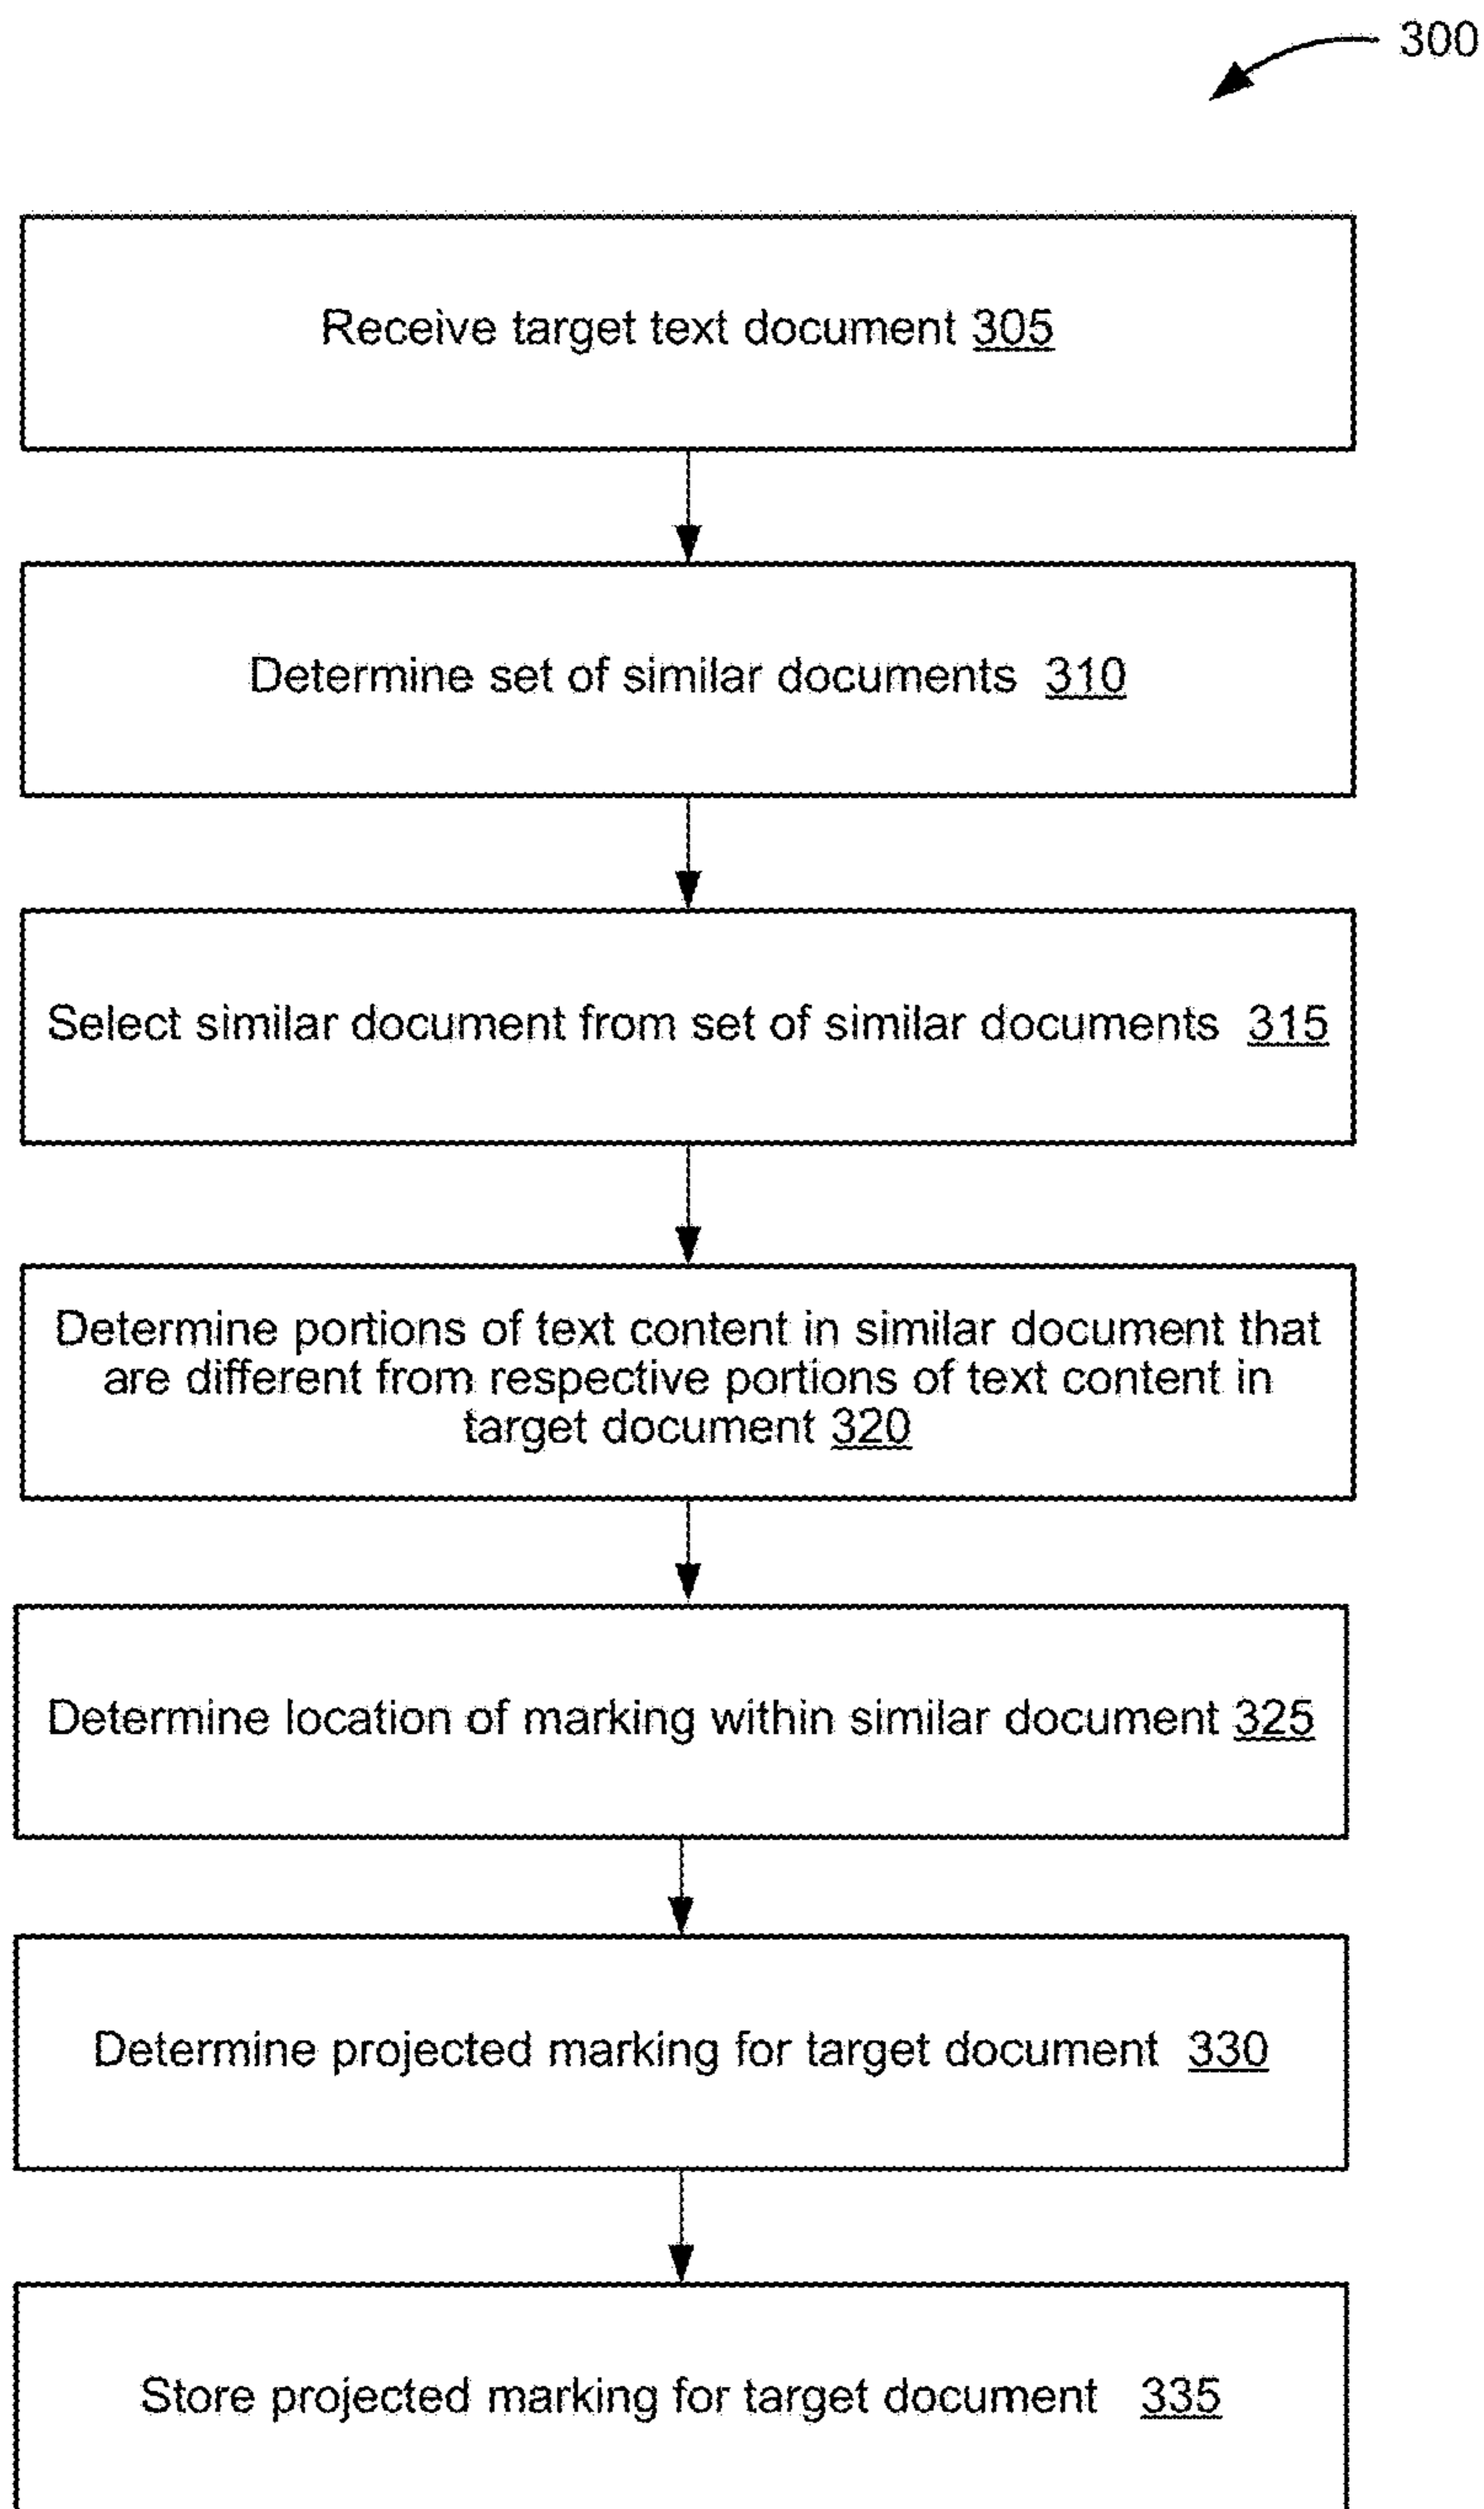 300
Receive target text document 305
Determine set of similar documents 310
Select similar document from set of similar documents 315
Determine portions of text content in similar document that
are different from respective portions of text content in
target document 320
Determine location of marking within similar document 325
Determine projected marking for target document 330
Store projected marking for target document 335